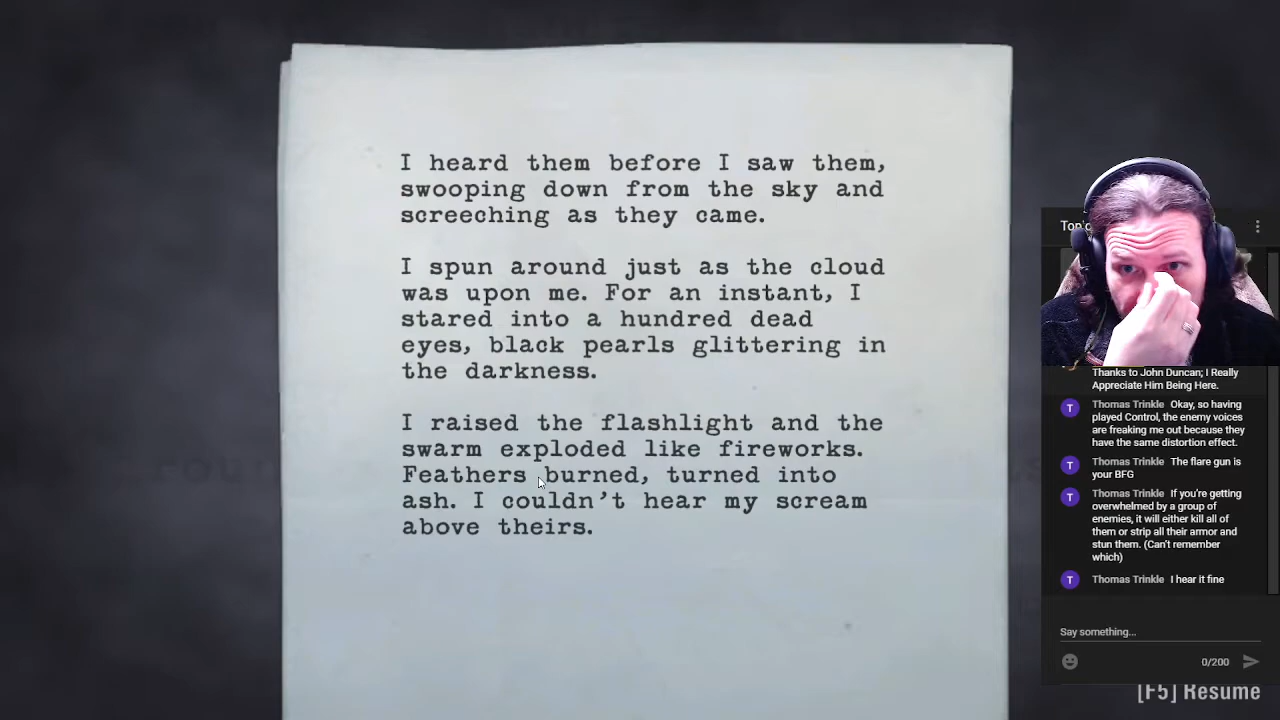 I heard them before I saw them,
swooping down from the sky and
screeching as they came.
I spun around just as the cloud
was upon me. For an instant, I
stared into a hundred dead
eyes, black pearls glittering in
the darkness.
I raised the flashlight and the
swarm exploded like fireworks.
Feathers burned, turned into
ash. I couldn't hear my scream
above theirs.
Thanks to John Duncan; I Really
Appreciate Him Being Here.
T Thomas Trinkle Okay, so having
played Control, the enemy voices
are freaking me out because they
have the same distortion effect.
T Thomas Trinkle The flare gun is
your BFG
T Thomas Trinkle If you're getting
overwhelmed by a group of
enemies, it will either kill all of
them or strip all their armor and
stun them. (Can't remember
which)
T Thomas Trinkle I hear it fine
Say something...
0/200
[F5] Resume